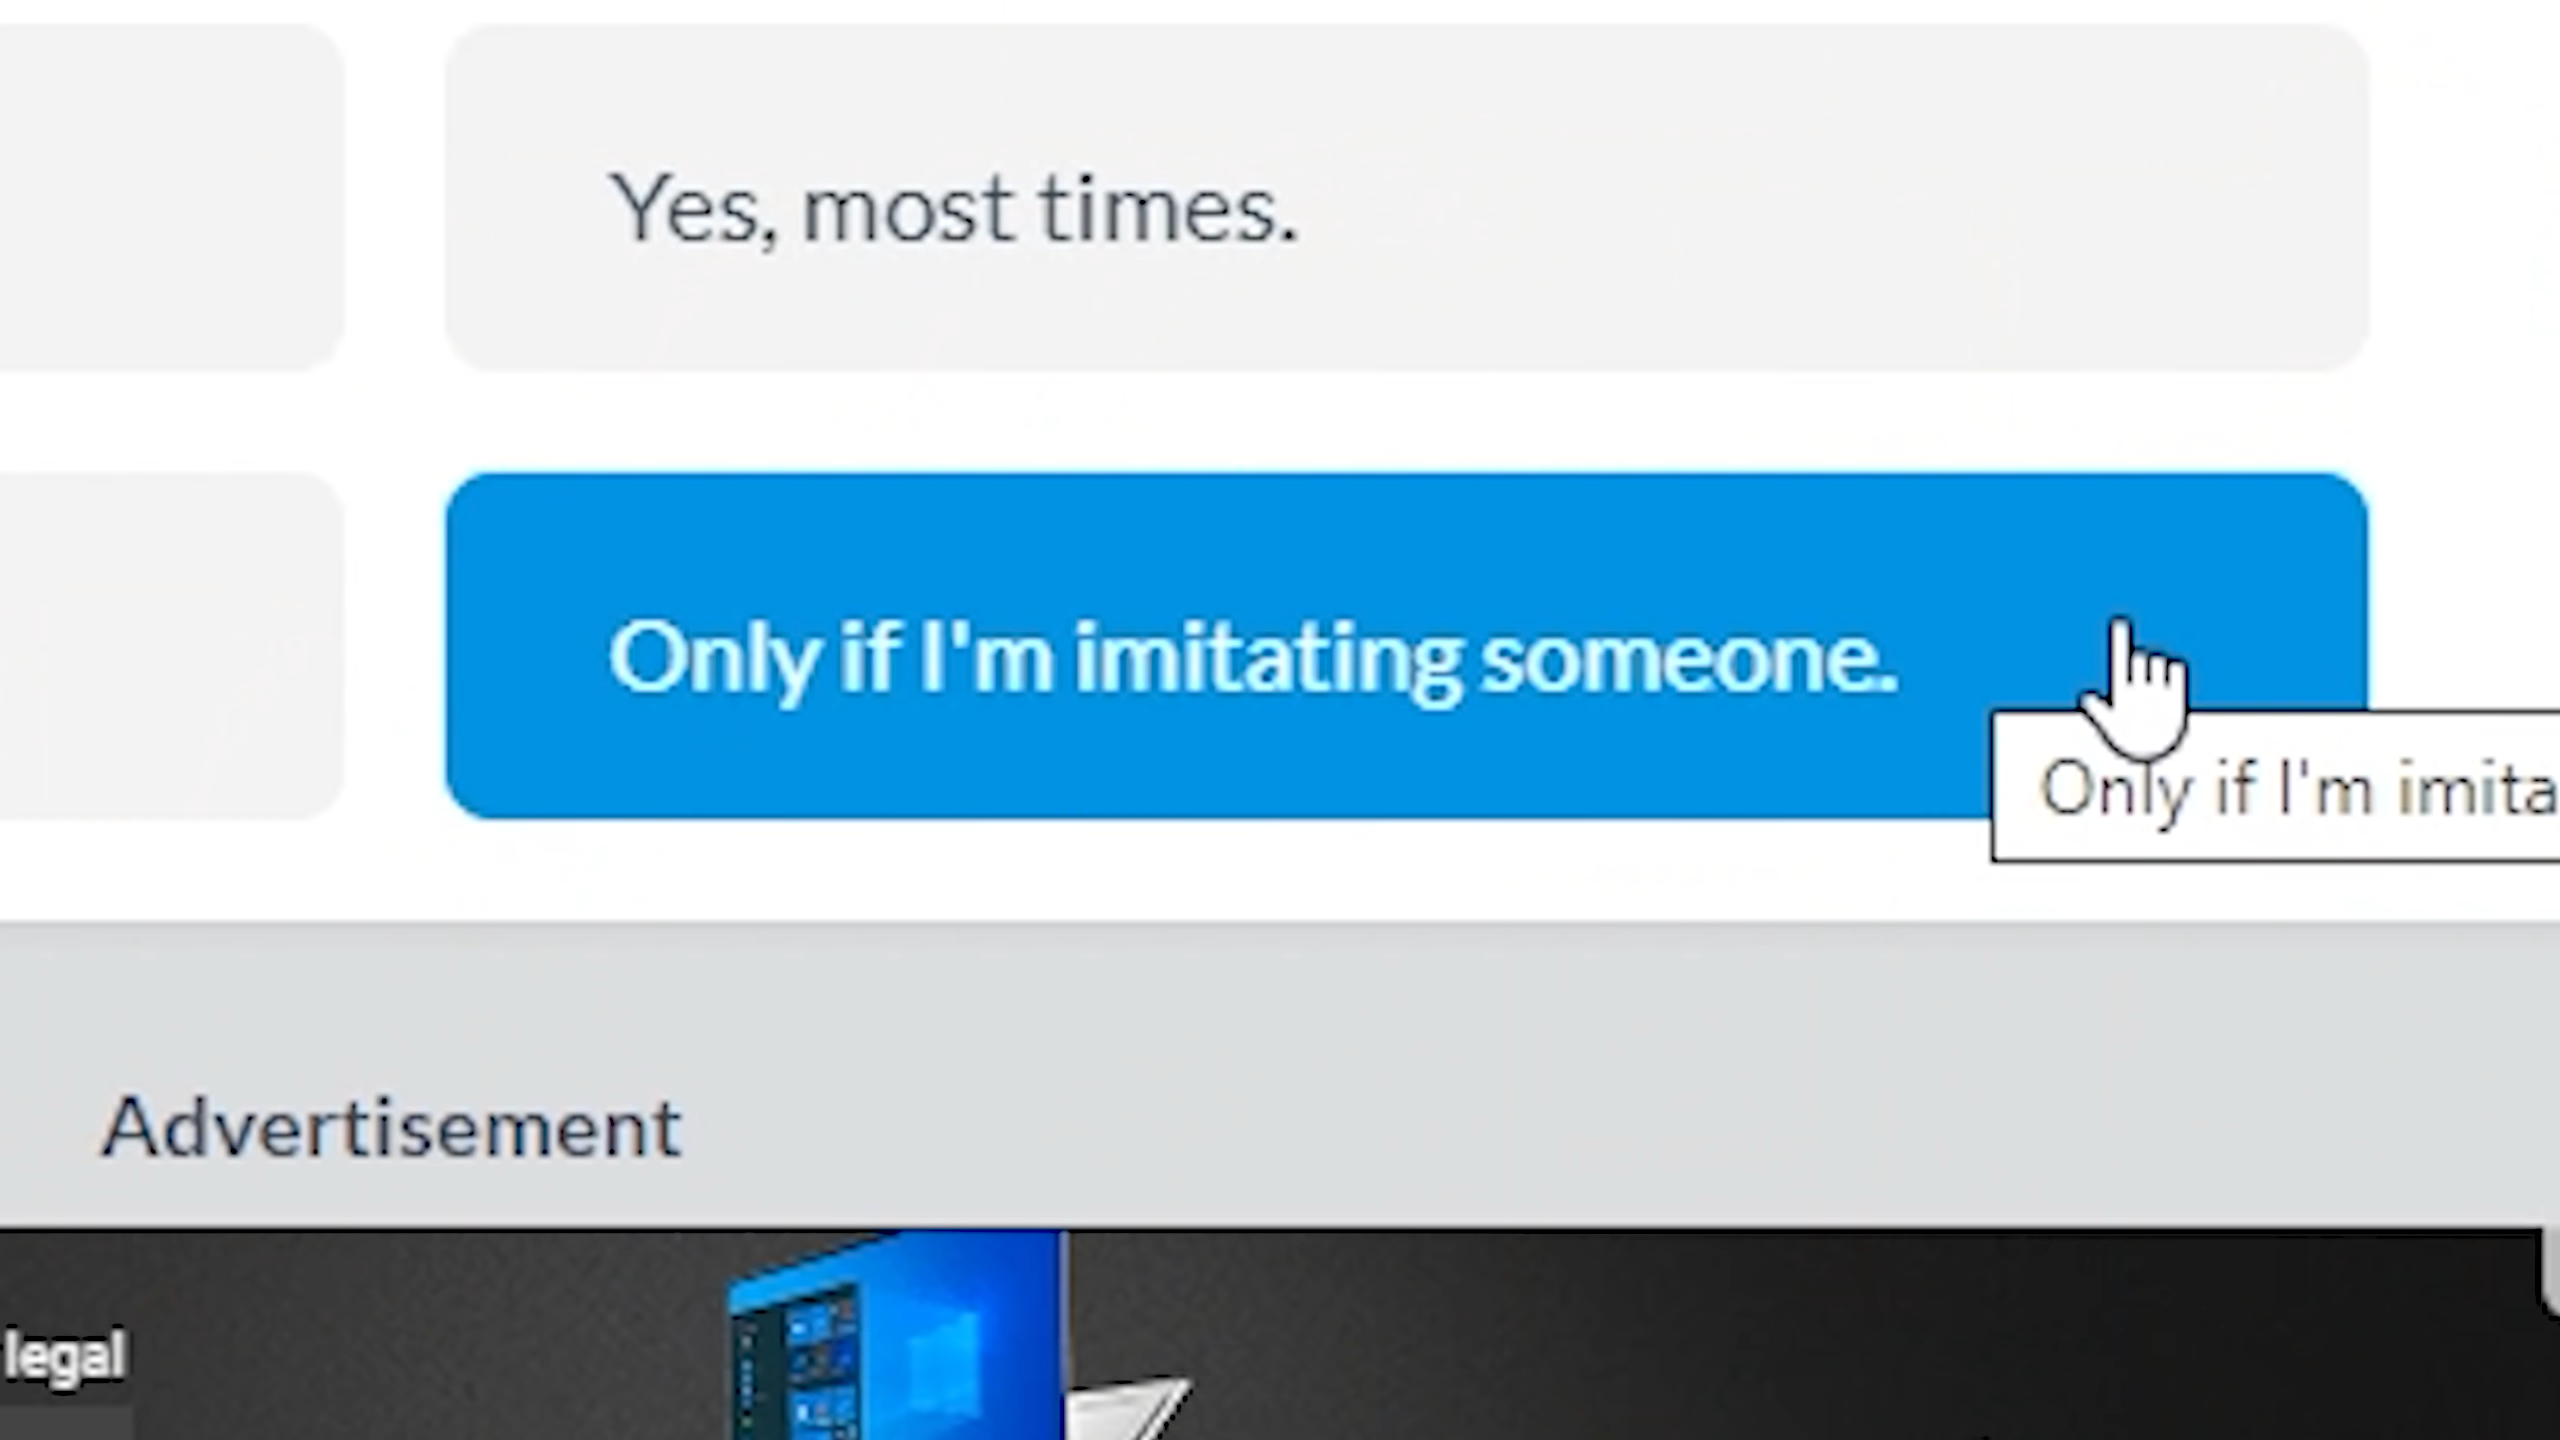 Yes, most times.
Only if I'm imitating someone.
Only if I'm imita
Advertisement
legal